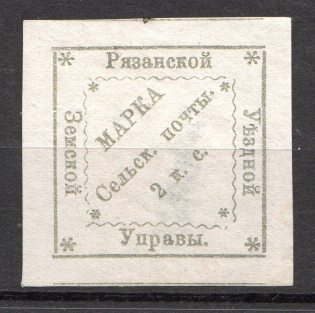 Рязанской
Земской
МАРКА
Сельск. почты.
2 к. с.
Уѣздной
Управы.